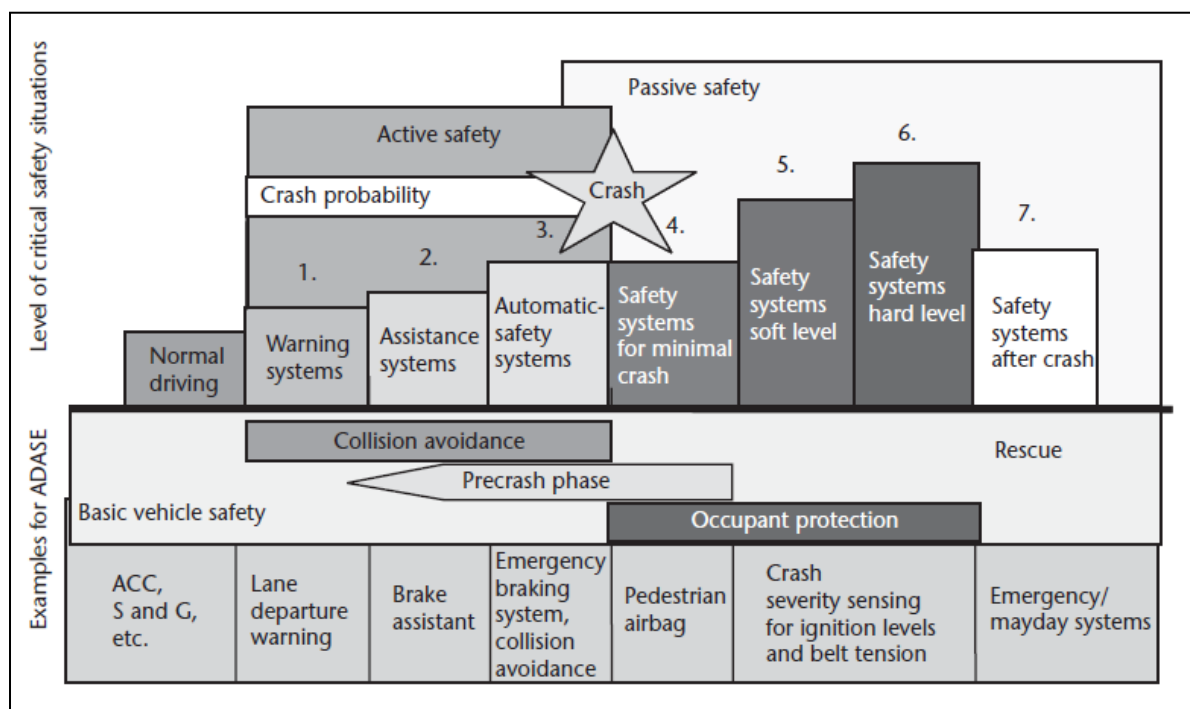 Level of critical safety situations
Passive safety
Active safety
Crash probability
Crash
1.
2.
3.
4.
5.
6.
7.
Normal
driving
Warning
systems
Assistance
systems
Automatic-
safety
systems
Safety
systems
for minimal
crash
Safety
systems
soft level
Safety
systems
hard level
Safety
systems
after crash
Examples for ADASE
Collision avoidance
Precrash phase
Rescue
Basic vehicle safety
Occupant protection
ACC,
S and G,
etc.
Lane
departure
warning
Brake
assistant
Emergency
braking
system,
collision
avoidance
Pedestrian
airbag
Crash
severity sensing
for ignition levels
and belt tension
Emergency/
mayday systems